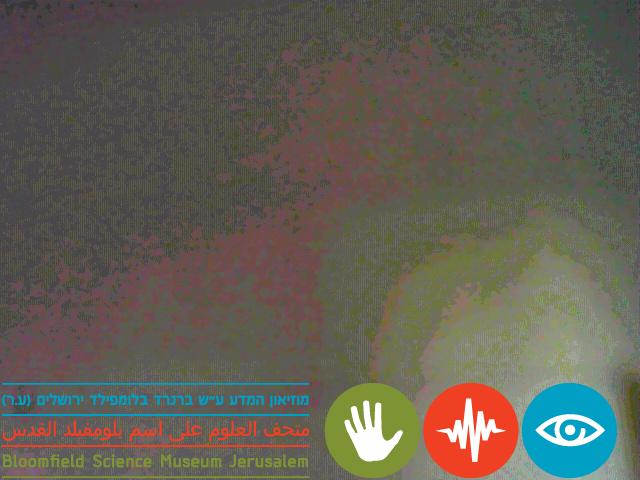 מוזיאון המדע ע״ש ברנרד בלומפילד ירושלים (ע.ר)
متحف العلوم على اسم بلومفيلد القدس
Bloomfield Science Museum Jerusalem